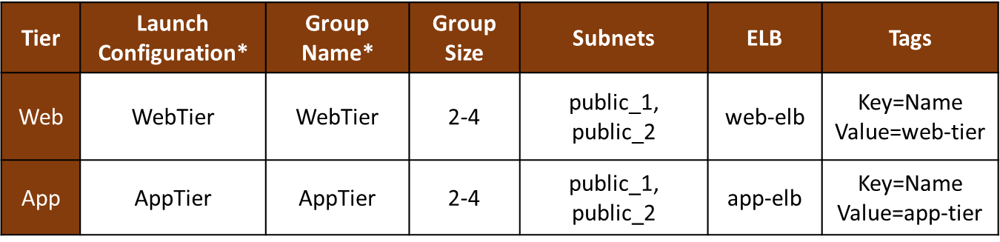 Tier
Launch
Configuration*
Group
Name*
Group
Size
Subnets
ELB
Tags
Web
WebTier
WebTier
2-4
public_1,
public_2
web-elb
Key=Name
Value=web-tier
App
AppTier
AppTier
2-4
public_1,
public_2
app-elb
Key=Name
Value=app-tier